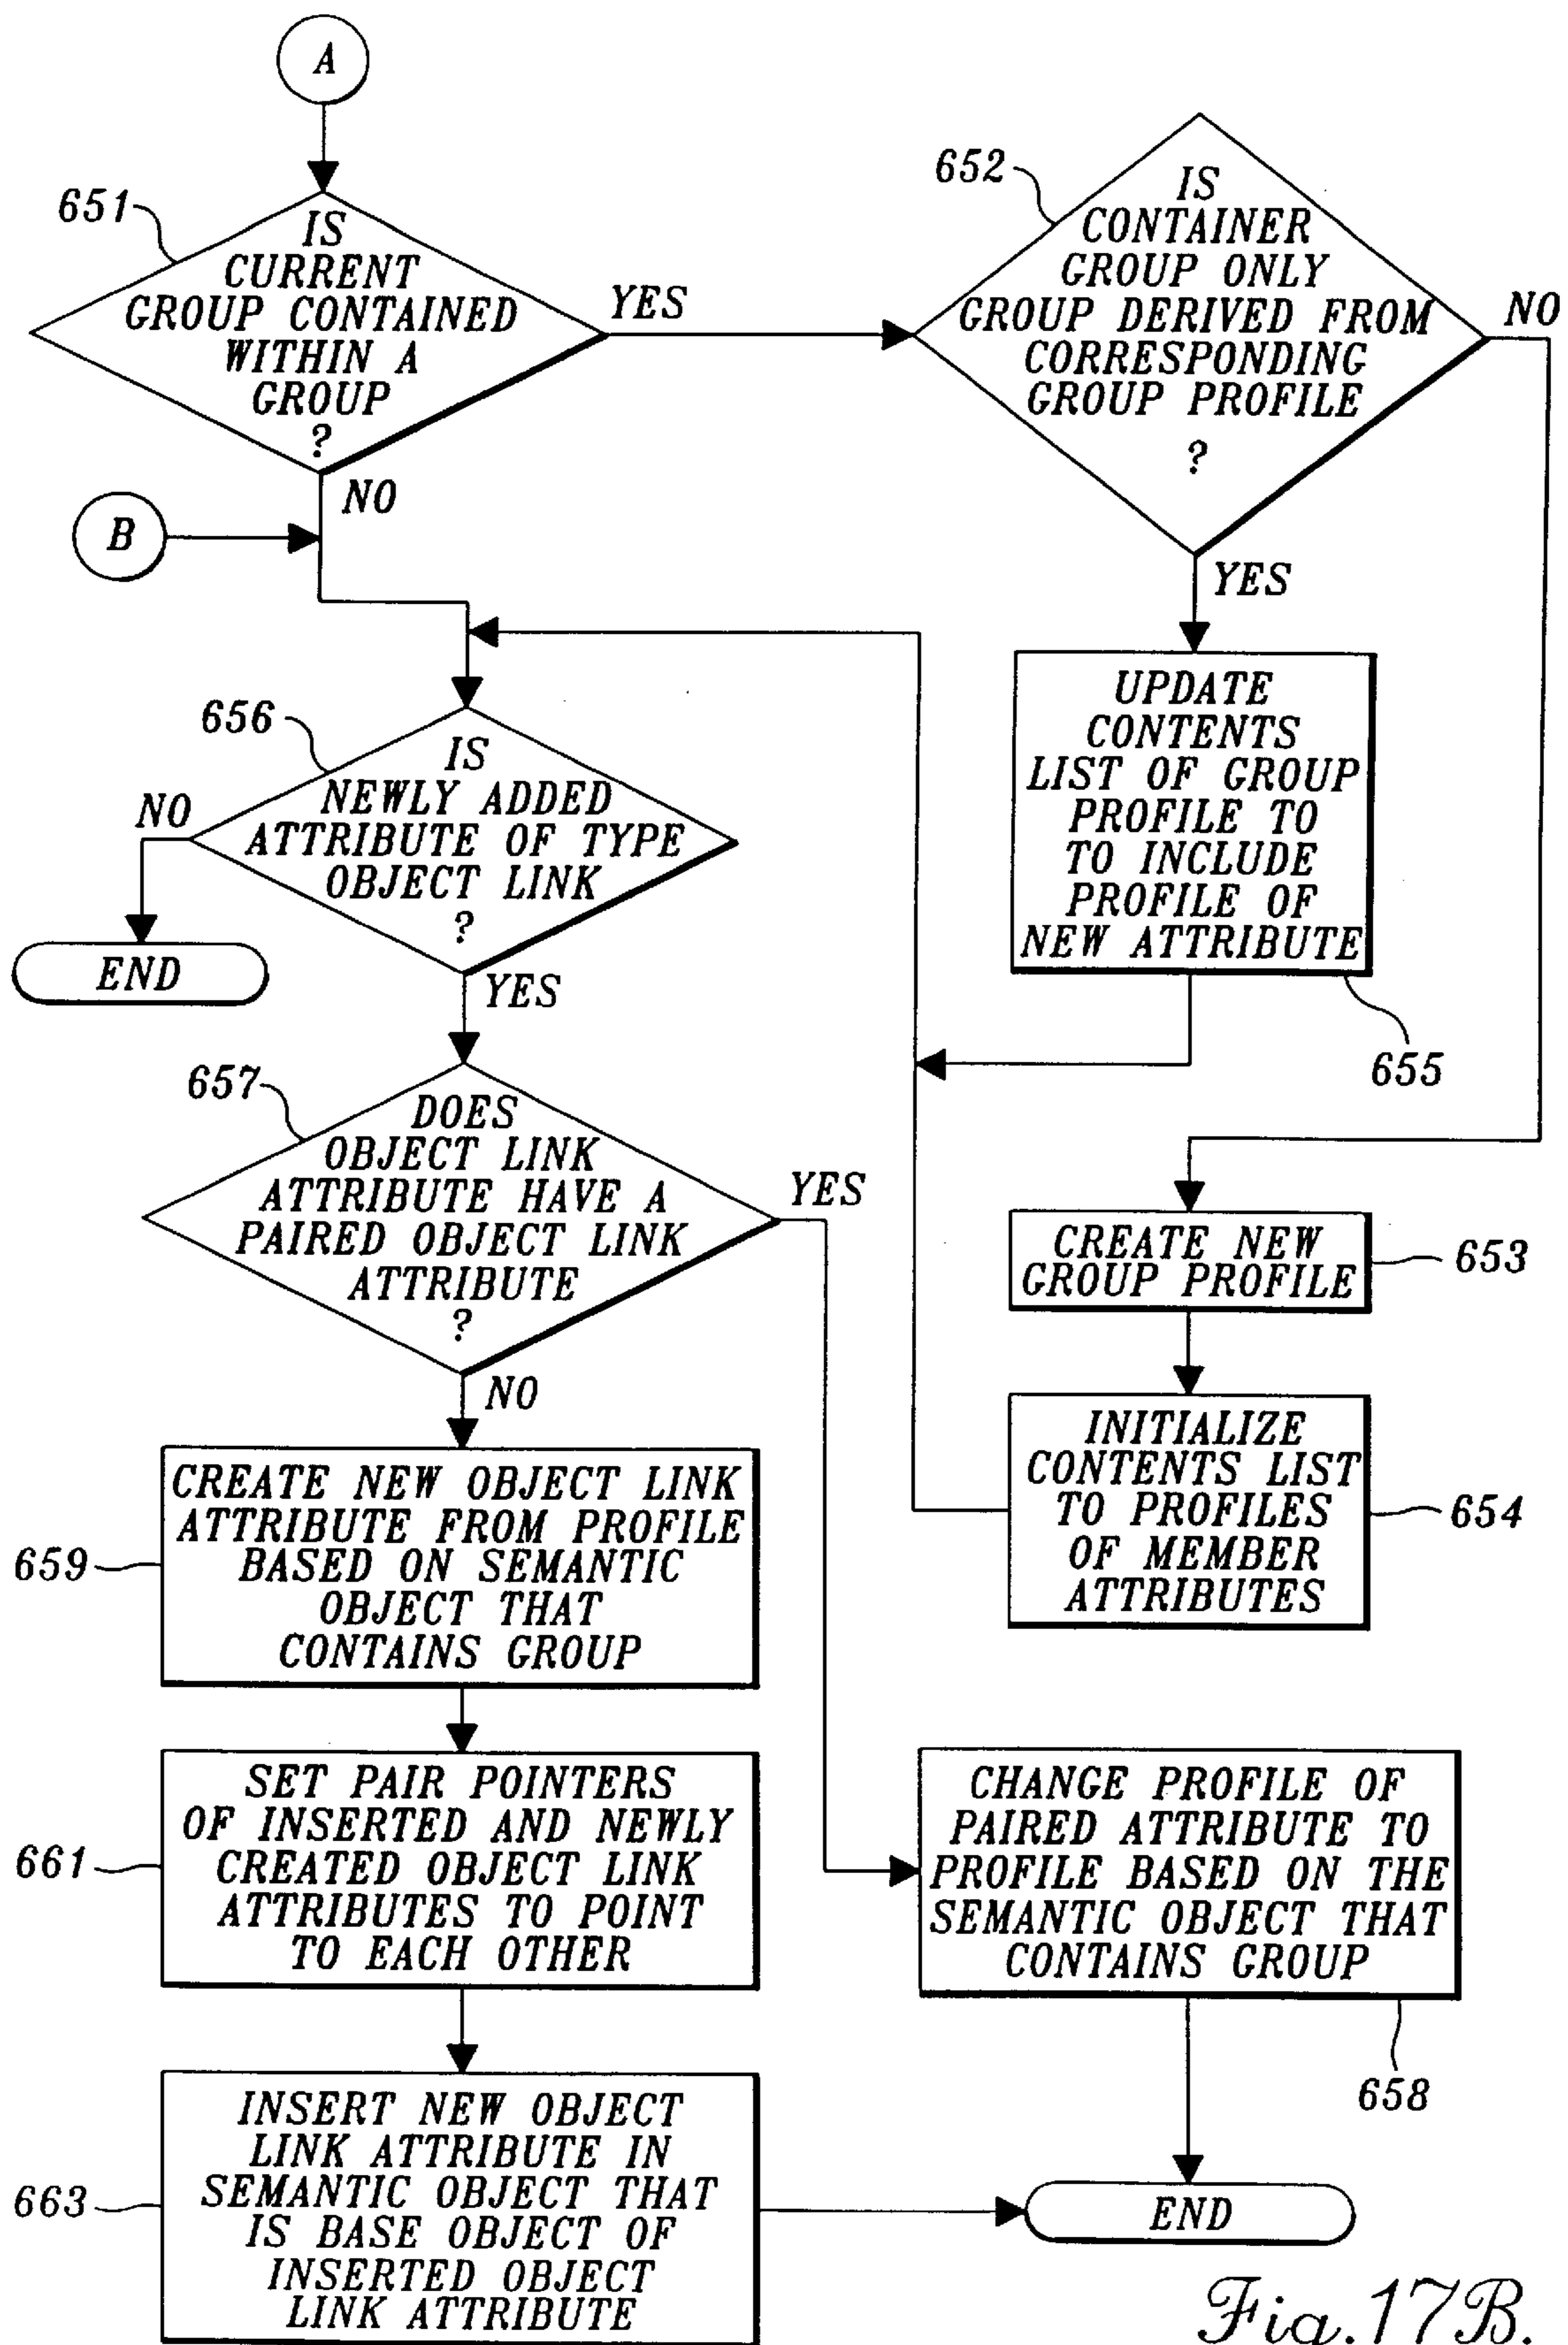 A
651
IS
CURRENT
GROUP CONTAINED
WITHIN A
GROUP
?
YES
NO
652
IS
CONTAINER
GROUP ONLY
GROUP DERIVED FROM
CORRESPONDING
GROUP PROFILE
?
NO
YES
B
UPDATE
CONTENTS
LIST OF GROUP
PROFILE TO
TO INCLUDE
PROFILE OF
NEW ATTRIBUTE
655
656
IS
NEWLY ADDED
ATTRIBUTE OF TYPE
OBJECT LINK
?
NO
END
YES
657
DOES
OBJECT LINK
ATTRIBUTE HAVE A
PAIRED OBJECT LINK
ATTRIBUTE
?
YES
NO
CREATE NEW
GROUP PROFILE
653
INITIALIZE
CONTENTS LIST
TO PROFILES
OF MEMBER
ATTRIBUTES
654
659
CREATE NEW OBJECT LINK
ATTRIBUTE FROM PROFILE
BASED ON SEMANTIC
OBJECT THAT
CONTAINS GROUP
661
SET PAIR POINTERS
OF INSERTED AND NEWLY
CREATED OBJECT LINK
ATTRIBUTES TO POINT
TO EACH OTHER
CHANGE PROFILE OF
PAIRED ATTRIBUTE TO
PROFILE BASED ON THE
SEMANTIC OBJECT THAT
CONTAINS GROUP
658
663
INSERT NEW OBJECT
LINK ATTRIBUTE IN
SEMANTIC OBJECT THAT
IS BASE OBJECT OF
INSERTED OBJECT
LINK ATTRIBUTE
END
Fig.17B.